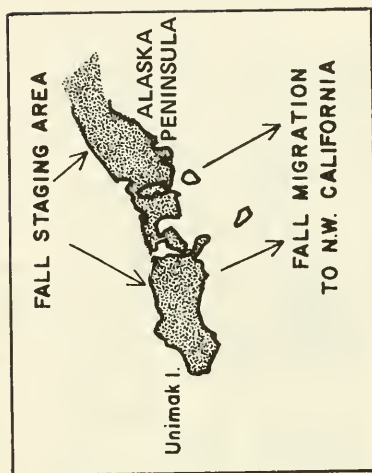 FALL STAGING AREA
ALASKA
PENINSULA
Unimak I.
FALL MIGRATION
TO N.W. CALIFORNIA